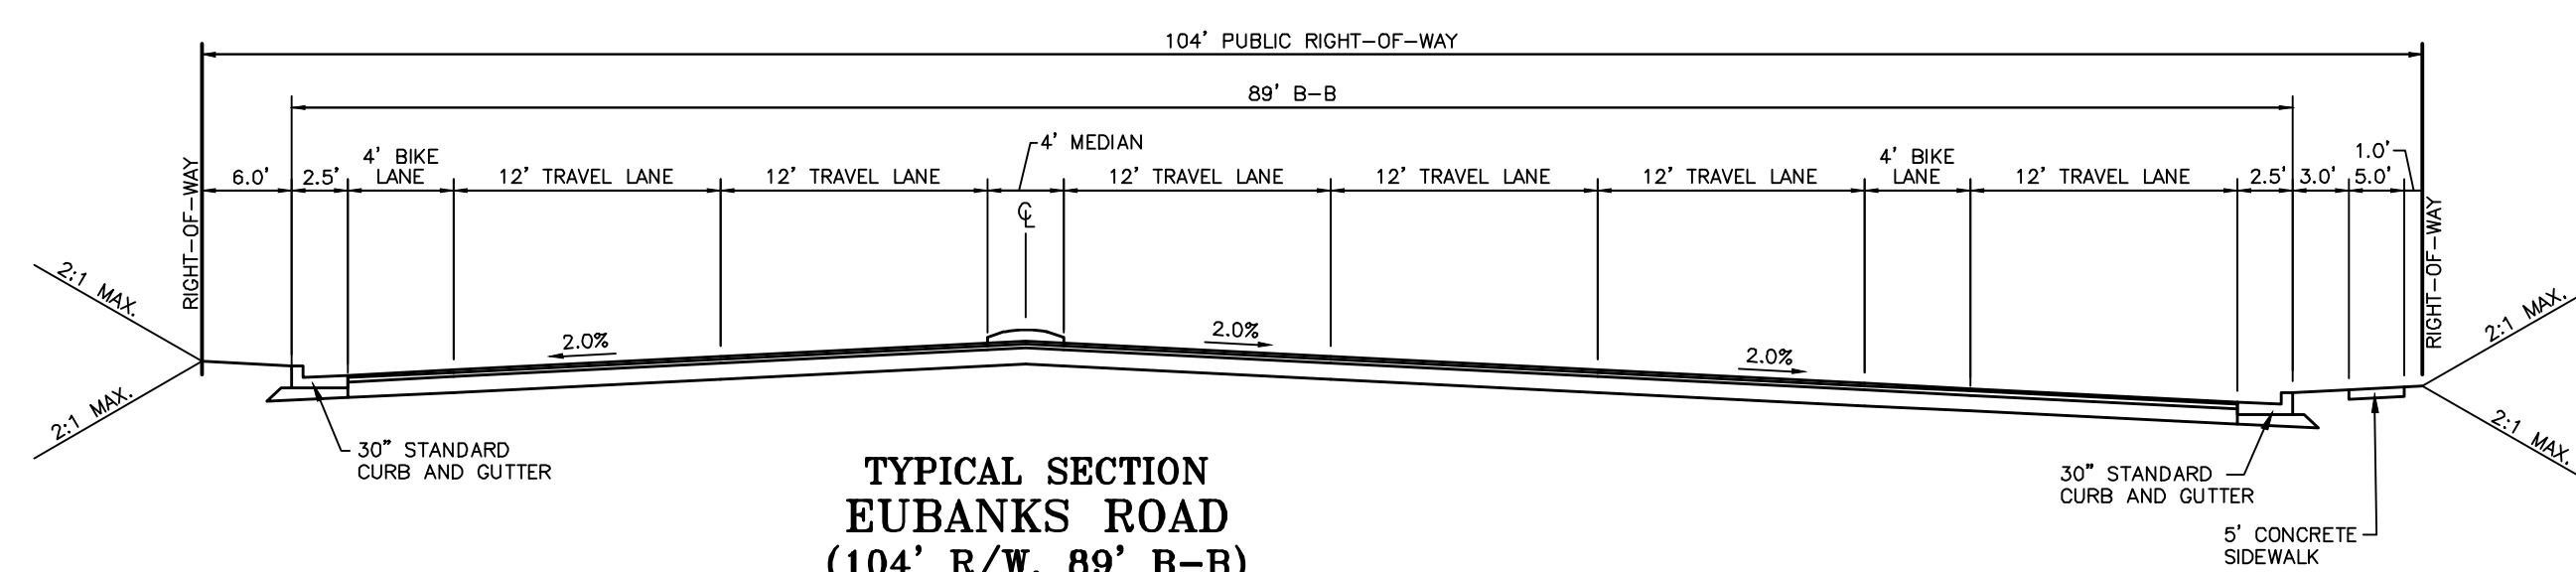 104' PUBLIC RIGHT-OF-WAY
89' B-B
4' MEDIAN
RIGHT-OF-WAY
6.0'
2.5'
4' BIKE
LANE
12' TRAVEL LANE
12' TRAVEL LANE
12' TRAVEL LANE
12' TRAVEL LANE
12' TRAVEL LANE
4' BIKE
LANE
12' TRAVEL LANE
2.5'
3.0'
5.0'
1.0'
RIGHT-OF-WAY
℄
2:1 MAX.
2:1 MAX.
2.0%
2.0%
2.0%
2:1 MAX.
2:1 MAX.
30" STANDARD
CURB AND GUTTER
30" STANDARD
CURB AND GUTTER
5' CONCRETE
SIDEWALK
TYPICAL SECTION
EUBANKS ROAD
(104' R/W, 89' B-B)